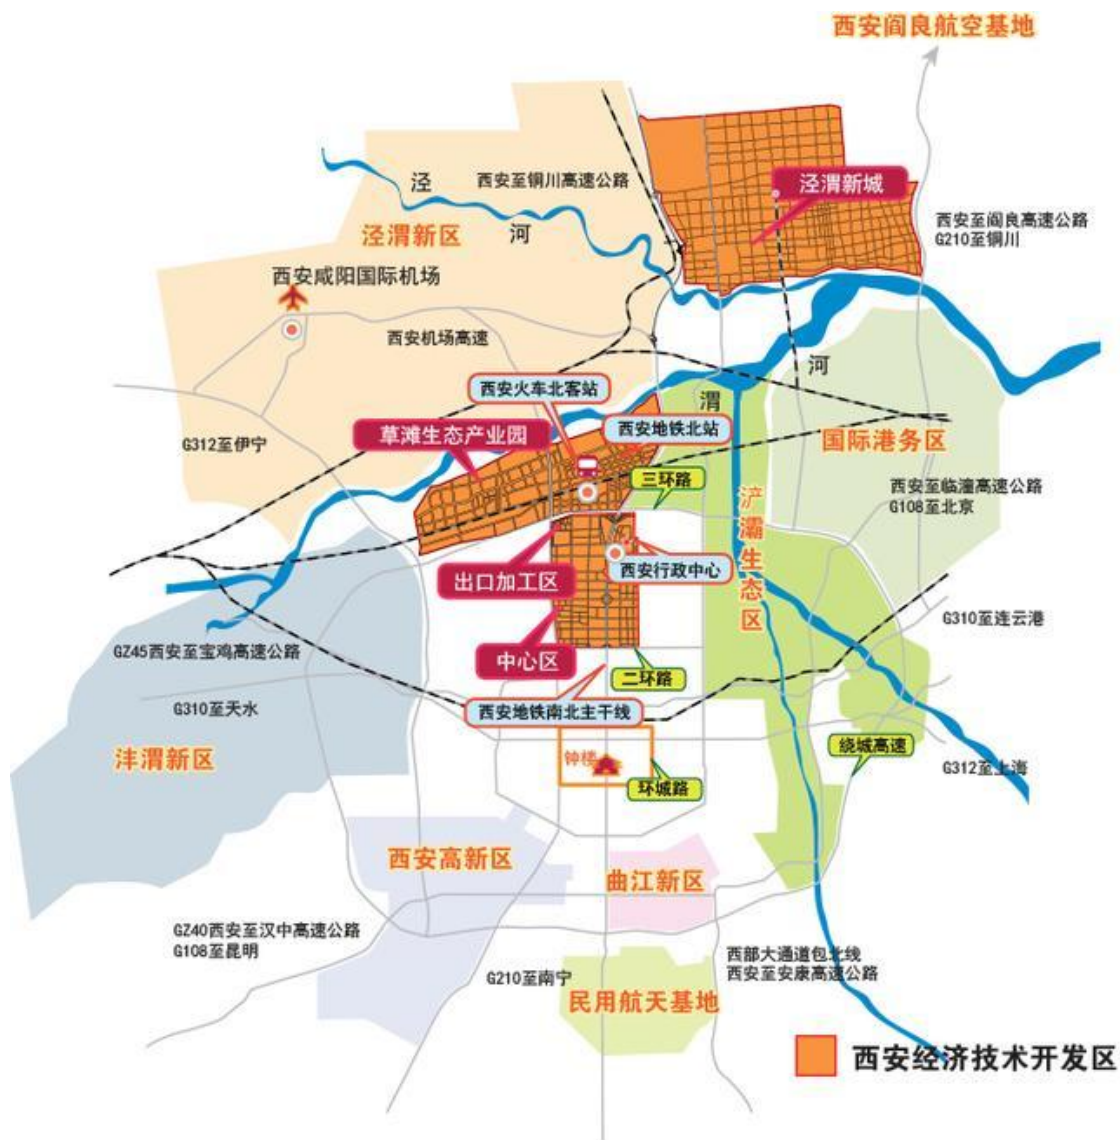 西安阎良航空基地
泾渭新城
泾
西安至铜川高速公路
河
泾渭新区
西安至阎良高速公路
G210至铜川
西安咸阳国际机场
西安机场高速
河
西安火车北客站
渭
西安地铁北站
草滩生态产业园
G312至伊宁
国际港务区
三环路
西安至临潼高速公路
G108至北京
浐灞生态区
西安行政中心
出口加工区
G310至连云港
GZ45西安至宝鸡高速公路
中心区
二环路
G310至天水
西安地铁南北主干线
沣渭新区
钟楼
绕城高速
G312至上海
环城路
西安高新区
曲江新区
GZ40西安至汉中高速公路
G108至昆明
西部大通道包北线
西安至安康高速公路
G210至南宁
民用航天基地
西安经济技术开发区